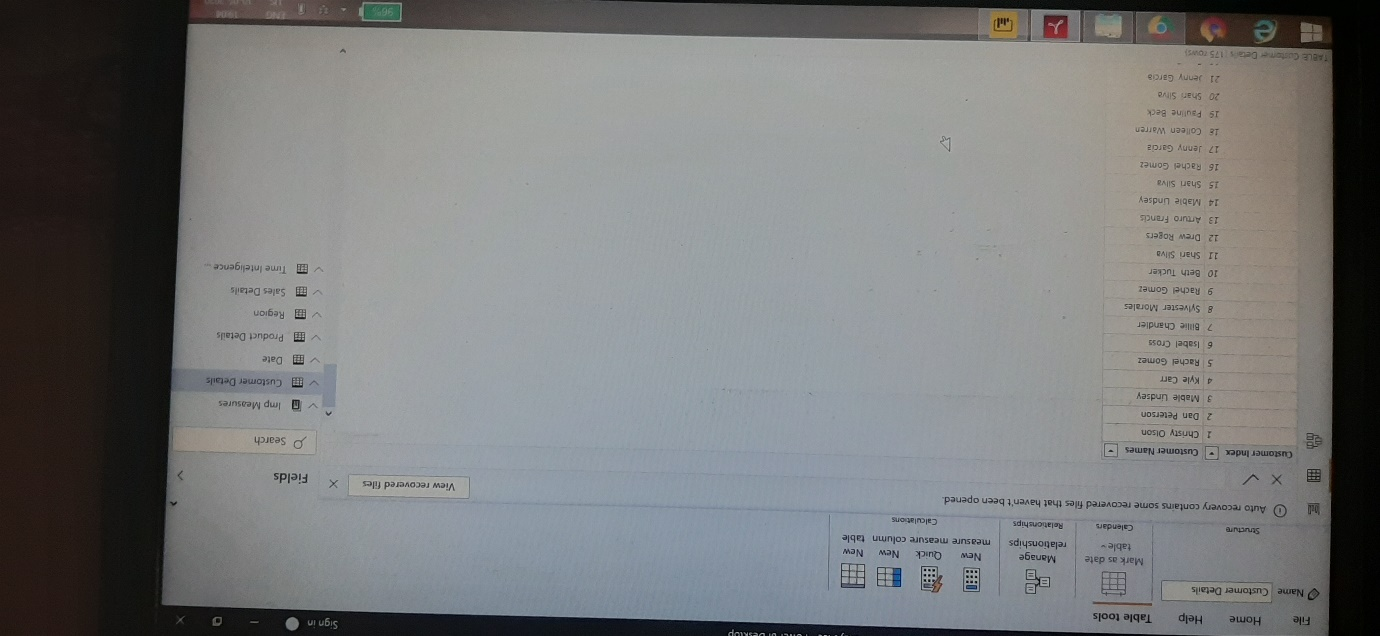 Desktop
Sign in
File Home Help Table tools
Name Customer Details
Mark as date table
Manage relationships
New measure
Quick measure
New column
New table
Structure
Calendars
Relationships
Calculations
Auto recovery contains some recovered files that haven't been opened.
View recovered files
Fields
Search
Customer Index Customer Names
1 Christy Olson
2 Dan Peterson
3 Mable Lindsey
4 Kyle Carr
5 Rachel Gomez
6 Isabel Cross
7 Billie Chandler
8 Sylvester Morales
9 Rachel Gomez
10 Beth Tucker
11 Shari Silva
12 Drew Rogers
13 Arturo Francis
14 Mable Lindsey
15 Shari Silva
16 Rachel Gomez
17 Jenny Garcia
18 Colleen Warren
19 Pauline Beck
20 Shari Silva
21 Jenny Garcia
Imp Measures
Customer Details
Date
Product Details
Region
Sales Details
Time Inteligence ...
TABLE: Customer Details (175 rows)
96%
ENG